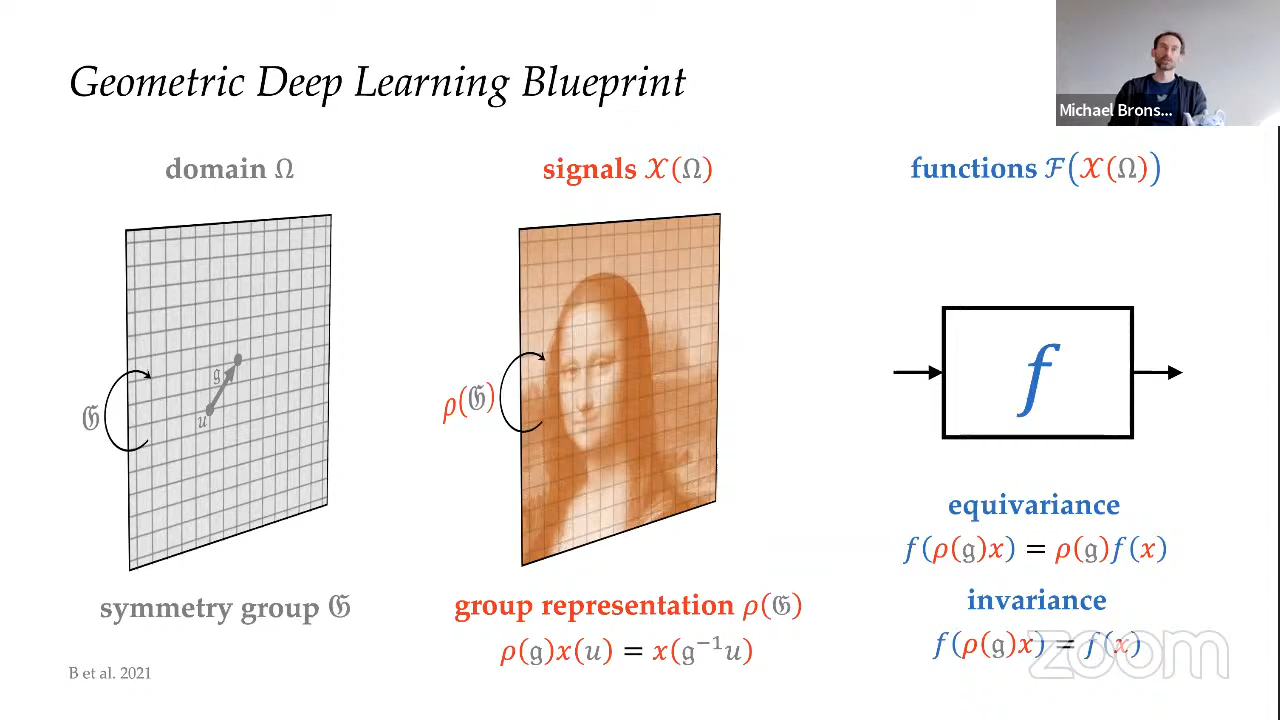 Geometric Deep Learning Blueprint
Michael Brons...
domain Ω
signals 𝒳(Ω)
functions ℱ(𝒳(Ω))
𝔊
𝔤
u
ρ(𝔊)
f
symmetry group 𝔊
group representation ρ(𝔊)
ρ(𝔤)x(u) = x(𝔤⁻¹u)
equivariance
f(ρ(𝔤)x) = ρ(𝔤)f(x)
invariance
f(ρ(𝔤)x) = f(x)
zoom
B et al. 2021